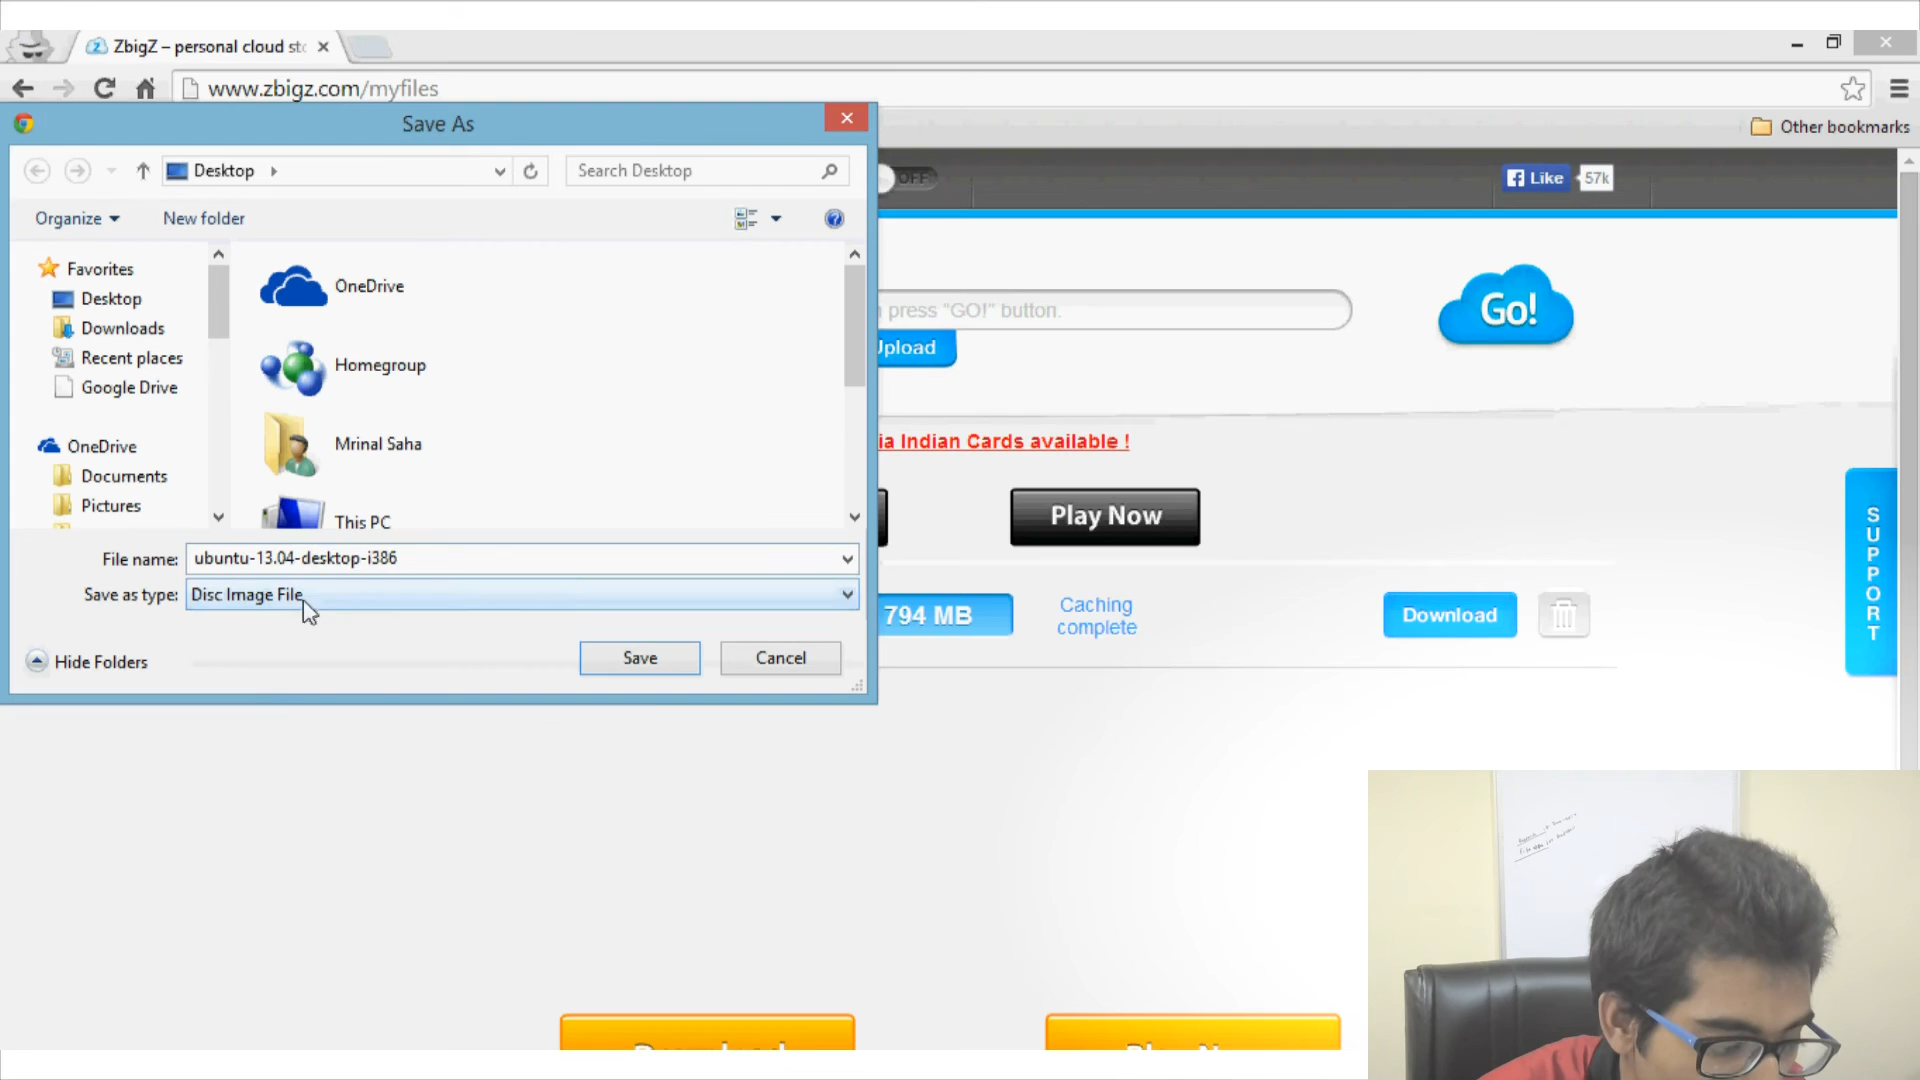 ZbigZ – personal cloud sto
www.zbigz.com/myfiles
Other bookmarks
Save As
Desktop
Search Desktop
OFF
Like
57k
Organize
New folder
Favorites
Desktop
Downloads
Recent places
Google Drive
OneDrive
Documents
Pictures
OneDrive
Homegroup
Mrinal Saha
This PC
press "GO!" button.
Go!
Upload
ia Indian Cards available !
Play Now
SUPPORT
File name: ubuntu-13.04-desktop-i386
Save as type: Disc Image File
794 MB
Caching
complete
Download
Hide Folders
Save
Cancel